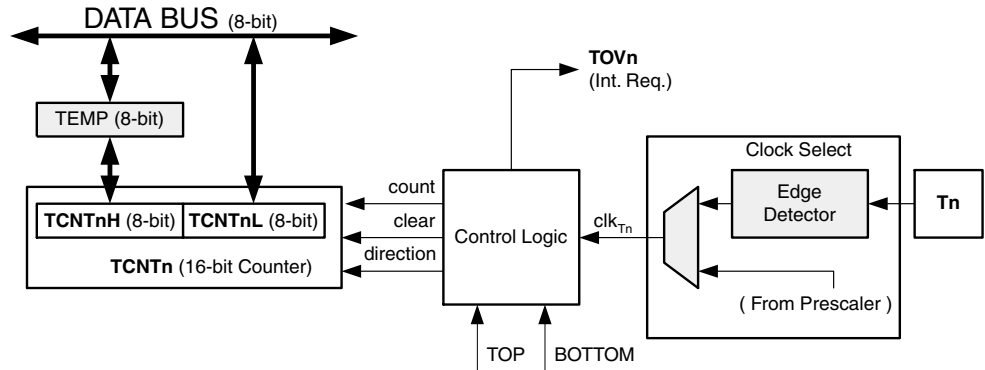 DATA BUS (8-bit)
TOVn
(Int. Req.)
TEMP (8-bit)
Clock Select
count
Edge
Detector
Tn
TCNTnH (8-bit) TCNTnL (8-bit)
clear
Control Logic
clkTn
TCNTn (16-bit Counter)
direction
( From Prescaler )
TOP
BOTTOM